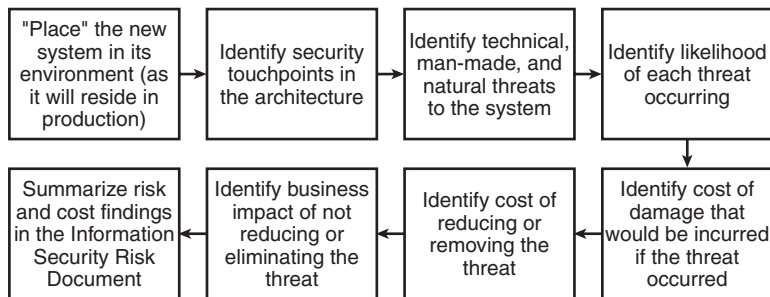 "Place" the new
system in its
environment (as
it will reside in
production)
Identify security
touchpoints in
the architecture
Identify technical,
man-made, and
natural threats
to the system
Identify likelihood
of each threat
occurring
Identify cost of
damage that
would be incurred
if the threat
occurred
Identify cost of
reducing or
removing the
threat
Identify business
impact of not
reducing or
eliminating the
threat
Summarize risk
and cost findings
in the Information
Security Risk
Document